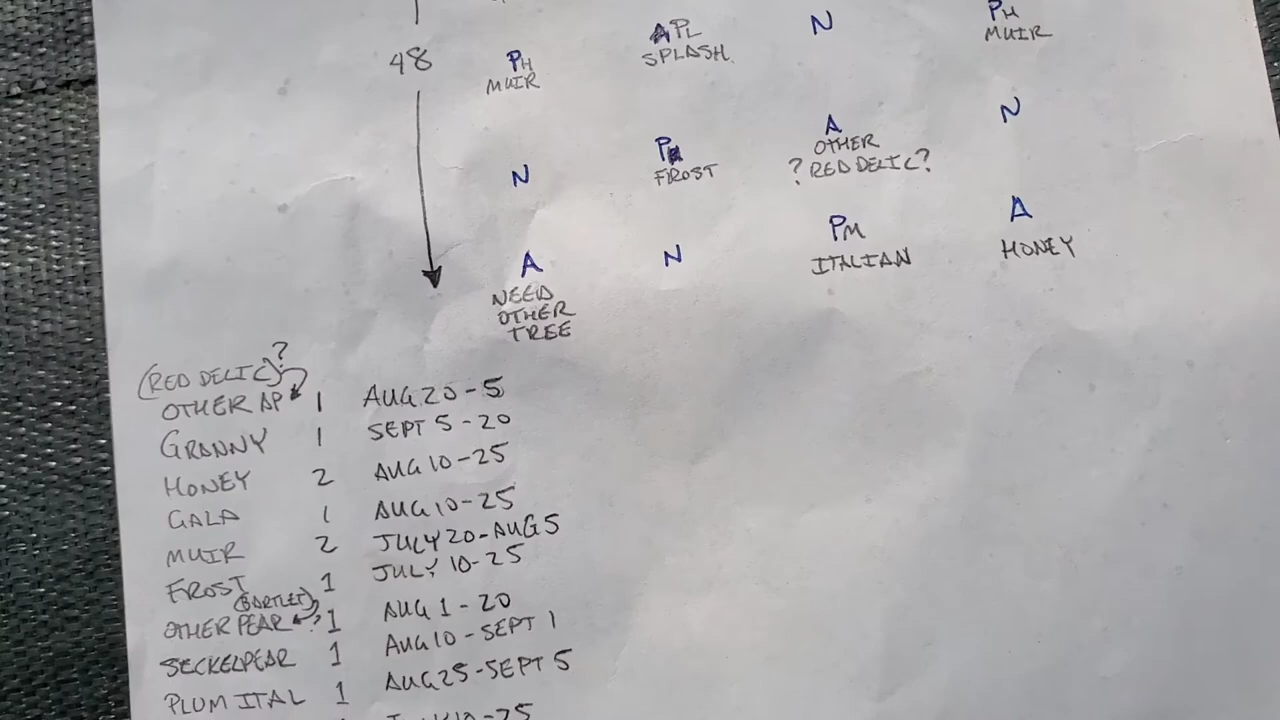 48
PH
MUIR
APL
SPLASH
N
PH
MUIR
N
PH
FROST
A
OTHER
? RED DELIC?
N
A
NEED
OTHER
TREE
N
PM
ITALIAN
A
HONEY
(RED DELIC)?
OTHER AP 1 AUG 20-5
GRANNY 1 SEPT 5-20
HONEY 2 AUG 10-25
GALA 1 AUG 10-25
MUIR 2 JULY 20-AUG 5
FROST 1 JULY 10-25
(BARTLET)?
OTHER PEAR 1 AUG 1-20
SECKELPEAR 1 AUG 10-SEPT 1
PLUM ITAL 1 AUG 25-SEPT 5